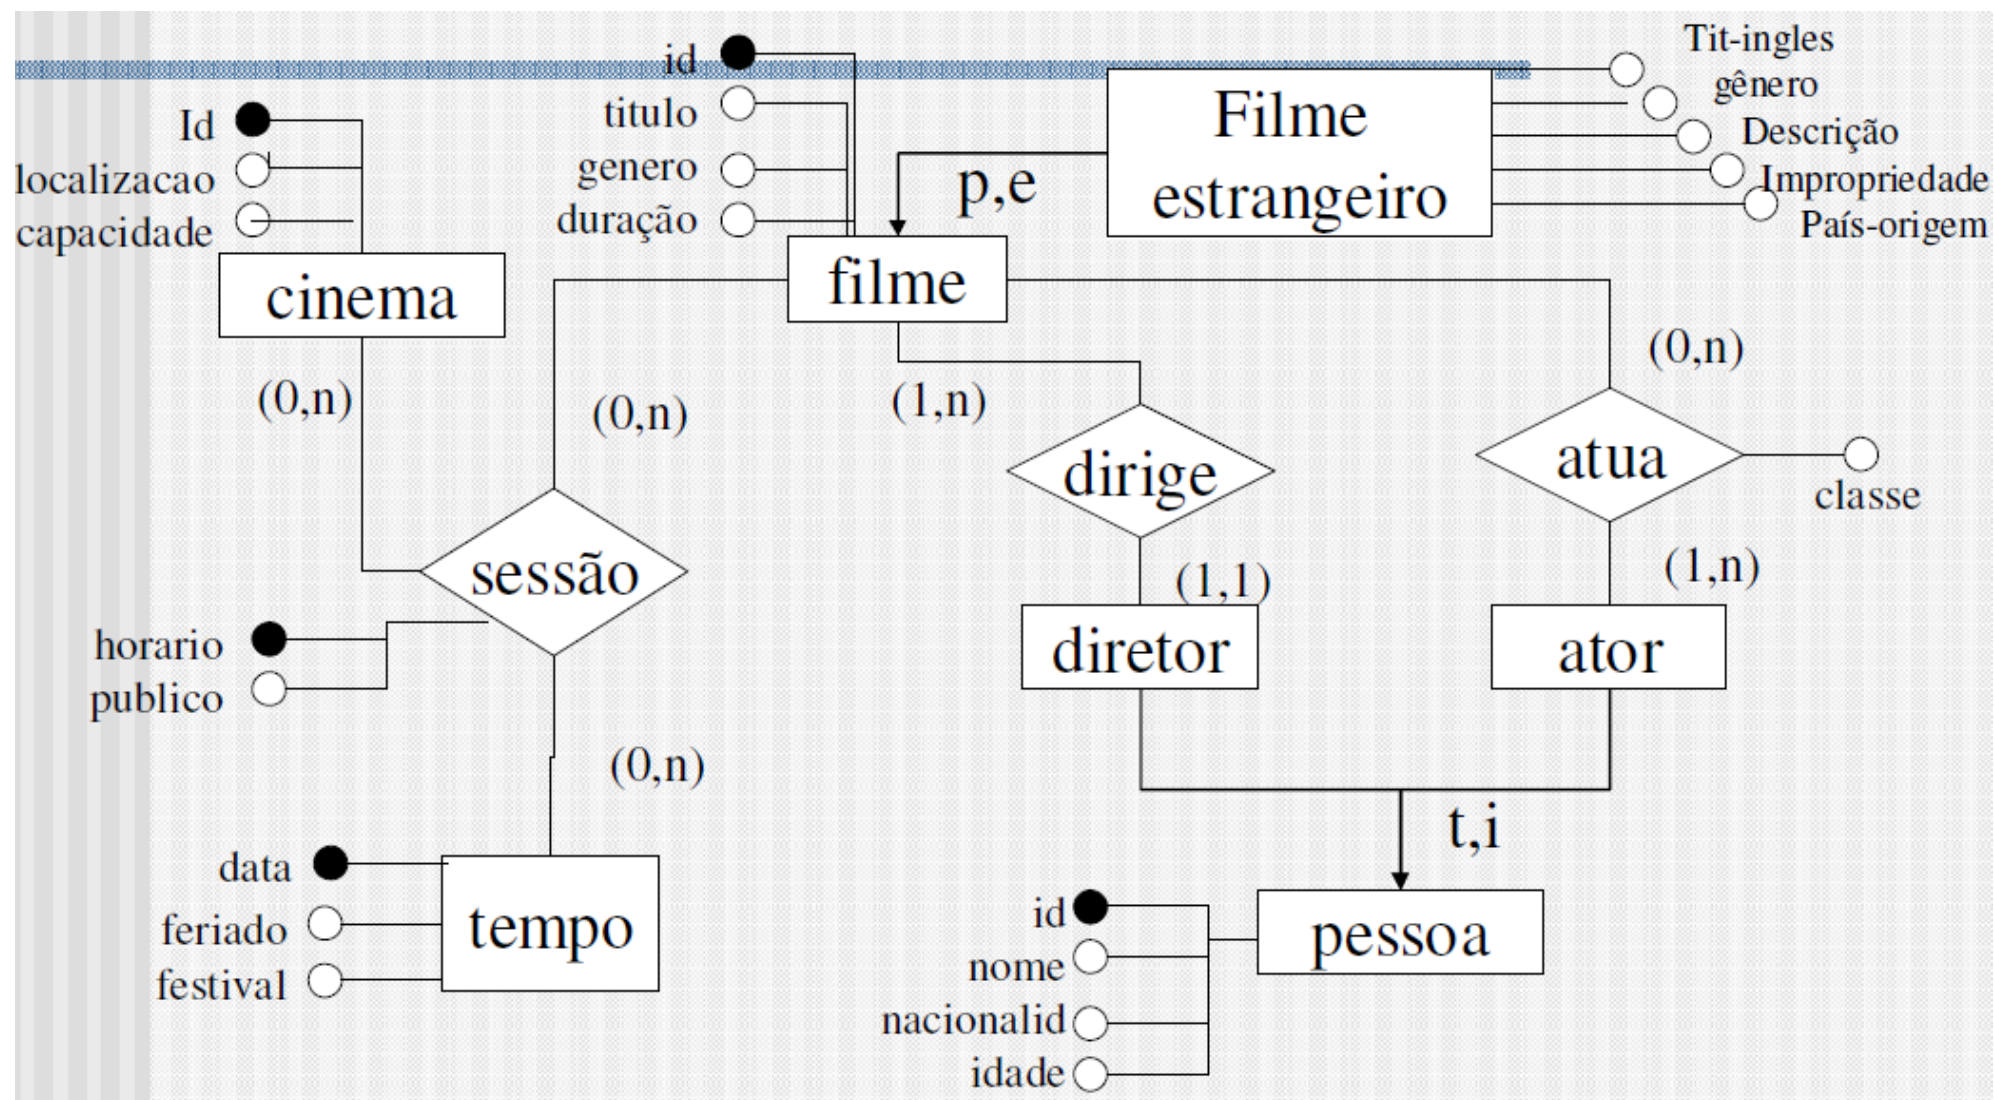 id
titulo
genero
duração
Tit-ingles
gênero
Descrição
Impropriedade
País-origem
Filme
estrangeiro
p,e
Id
localizacao
capacidade
cinema
filme
(0,n)
(0,n)
(1,n)
(0,n)
dirige
atua
classe
sessão
(1,1)
(1,n)
horario
publico
diretor
ator
(0,n)
t,i
data
feriado
festival
tempo
id
nome
nacionalid
idade
pessoa